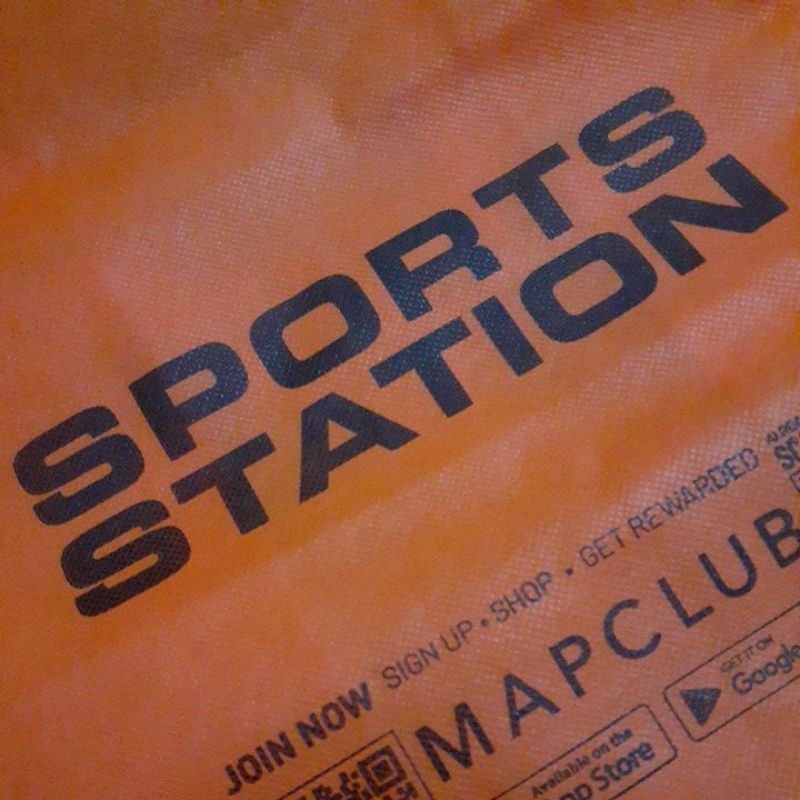 SPORTS
STATION
JOIN NOW SIGN UP • SHOP • GET REWARDED
MAPCLUB
Available on the
App Store
GET IT ON
Google